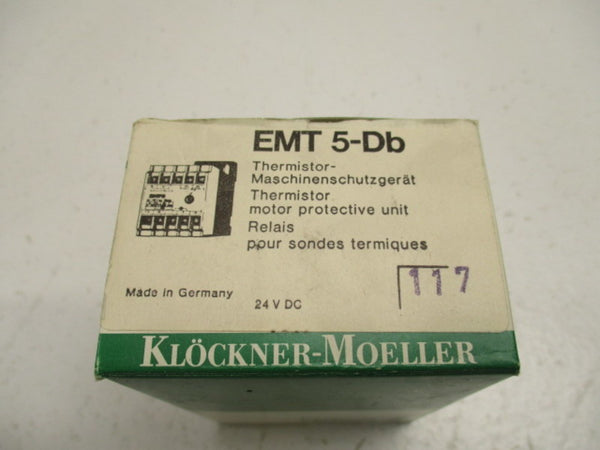 EMT 5-Db
Thermistor-
Maschinenschutzgerät
Thermistor
motor protective unit
Relais
pour sondes termiques
117
Made in Germany
24 V DC
KLÖCKNER-MOELLER